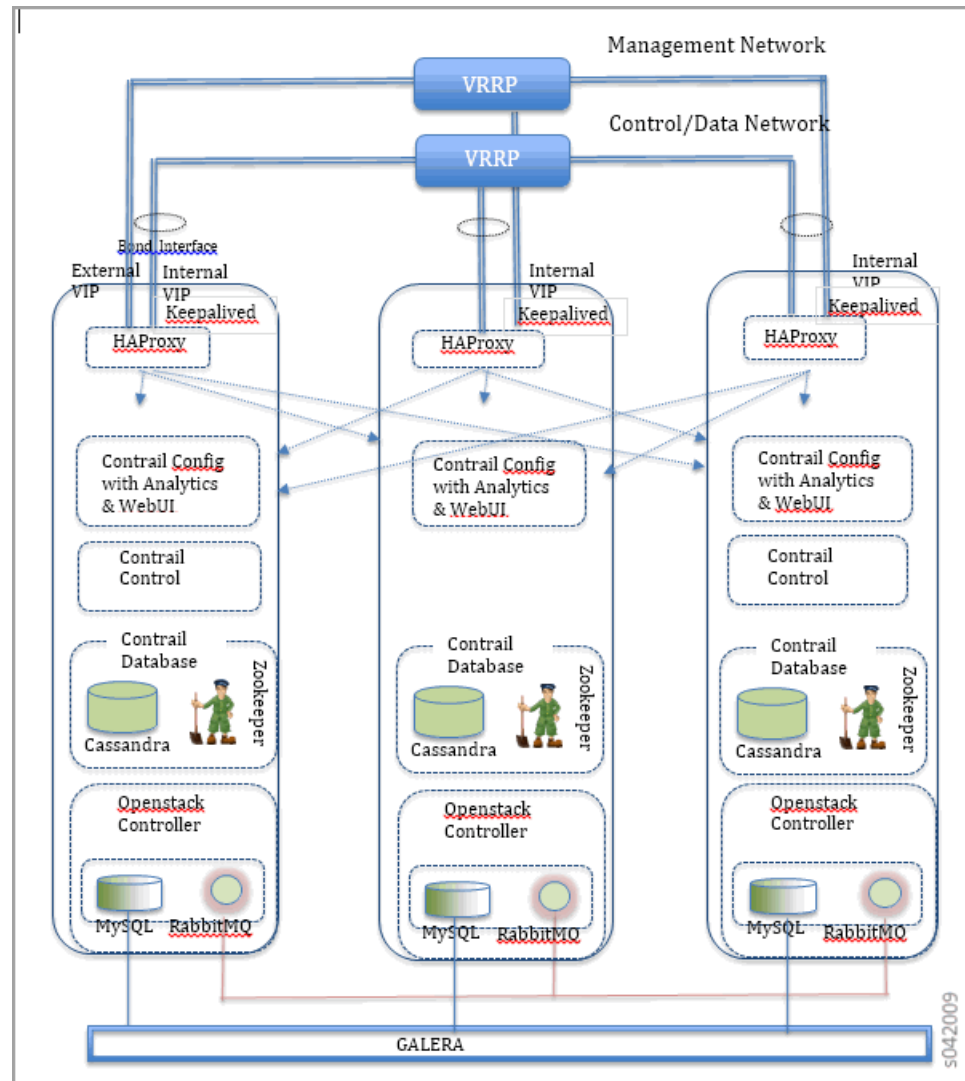 Management Network
VRRP
Control/Data Network
VRRP
Bond Interface
External
VIP
Internal
VIP
Keepalived
HAProxy
Internal
VIP
Keepalived
HAProxy
Internal
VIP
Keepalived
HAProxy
Contrail Config
with Analytics
& WebUI
Contrail Config
with Analytics
& WebUI
Contrail Config
with Analytics
& WebUI
Contrail
Control
Contrail
Control
Contrail
Database
Zookeeper
Cassandra
Contrail
Database
Zookeeper
Cassandra
Contrail
Database
Zookeeper
Cassandra
Openstack
Controller
MySQL
RabbitMQ
Openstack
Controller
MySQL
RabbitMQ
Openstack
Controller
MySQL
RabbitMQ
GALERA
s042009